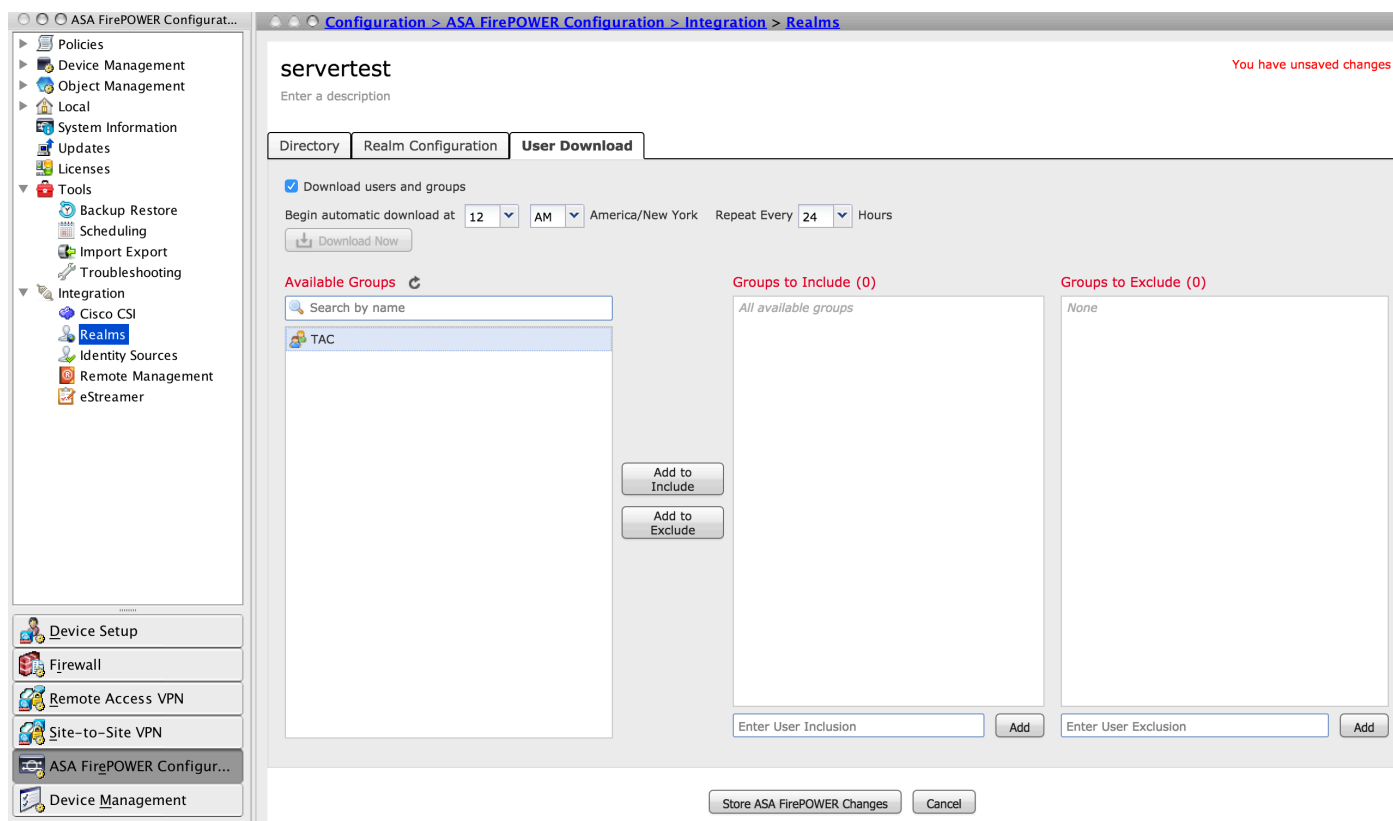 ASA FirePOWER Configurat...
Policies
Device Management
Object Management
Local
System Information
Updates
Licenses
Tools
Backup Restore
Scheduling
Import Export
Troubleshooting
Integration
Cisco CSI
Realms
Identity Sources
Remote Management
eStreamer
Device Setup
Firewall
Remote Access VPN
Site-to-Site VPN
ASA FirePOWER Configur...
Device Management
Configuration > ASA FirePOWER Configuration > Integration > Realms
servertest
You have unsaved changes
Enter a description
Directory
Realm Configuration
User Download
Download users and groups
Begin automatic download at 12 AM America/New York Repeat Every 24 Hours
Download Now
Available Groups
Groups to Include (0)
Groups to Exclude (0)
Search by name
All available groups
None
TAC
Add to
Include
Add to
Exclude
Enter User Inclusion
Add
Enter User Exclusion
Add
Store ASA FirePOWER Changes
Cancel